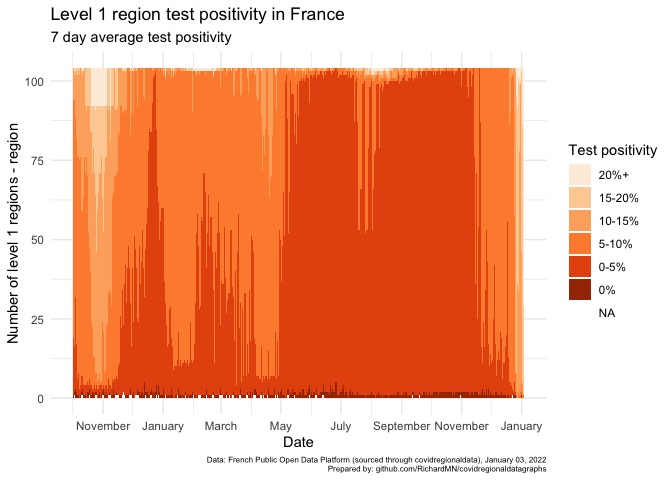 Level 1 region test positivity in France
7 day average test positivity
Number of level 1 regions - region
100
75
50
25
0
November
January
March
May
July
September
November
January
Date
Test positivity
20%+
15-20%
10-15%
5-10%
0-5%
0%
NA
Data: French Public Open Data Platform (sourced through covidregionaldata), January 03, 2022
Prepared by: github.com/RichardMN/covidregionaldatagraphs